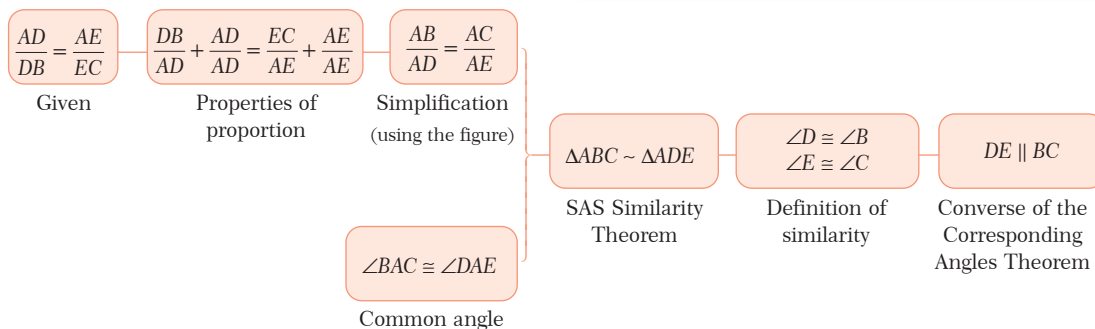 AD/DB = AE/EC
Given
DB/AD + AD/AD = EC/AE + AE/AE
Properties of
proportion
AB/AD = AC/AE
Simplification
(using the figure)
∠BAC ≅ ∠DAE
Common angle
ΔABC ~ ΔADE
SAS Similarity
Theorem
∠D ≅ ∠B
∠E ≅ ∠C
Definition of
similarity
DE ∥ BC
Converse of the
Corresponding
Angles Theorem